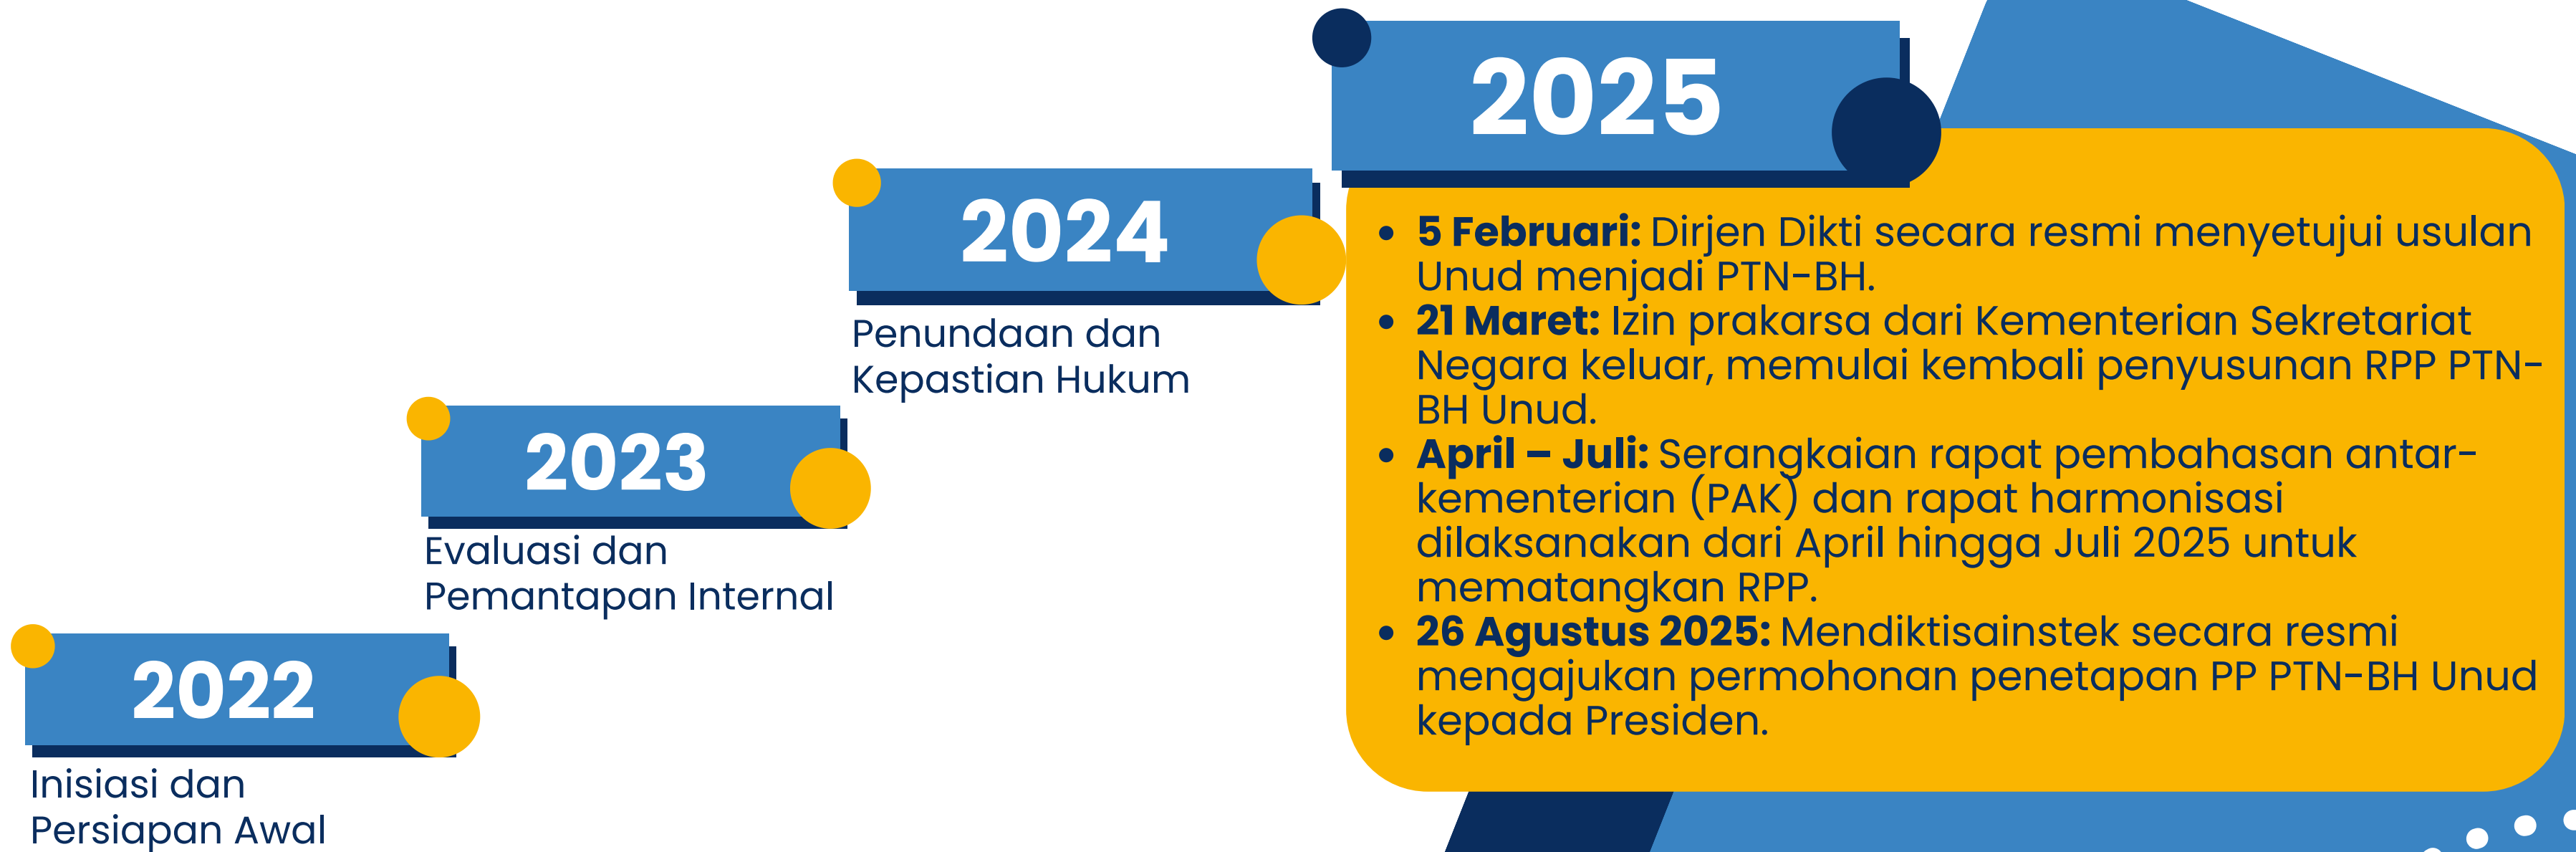 2022
Inisiasi dan
Persiapan Awal
2023
Evaluasi dan
Pemantapan Internal
2024
Penundaan dan
Kepastian Hukum
2025
• 5 Februari: Dirjen Dikti secara resmi menyetujui usulan
Unud menjadi PTN-BH.
• 21 Maret: Izin prakarsa dari Kementerian Sekretariat
Negara keluar, memulai kembali penyusunan RPP PTN-
BH Unud.
• April – Juli: Serangkaian rapat pembahasan antar-
kementerian (PAK) dan rapat harmonisasi
dilaksanakan dari April hingga Juli 2025 untuk
mematangkan RPP.
• 26 Agustus 2025: Mendiktisainstek secara resmi
mengajukan permohonan penetapan PP PTN-BH Unud
kepada Presiden.